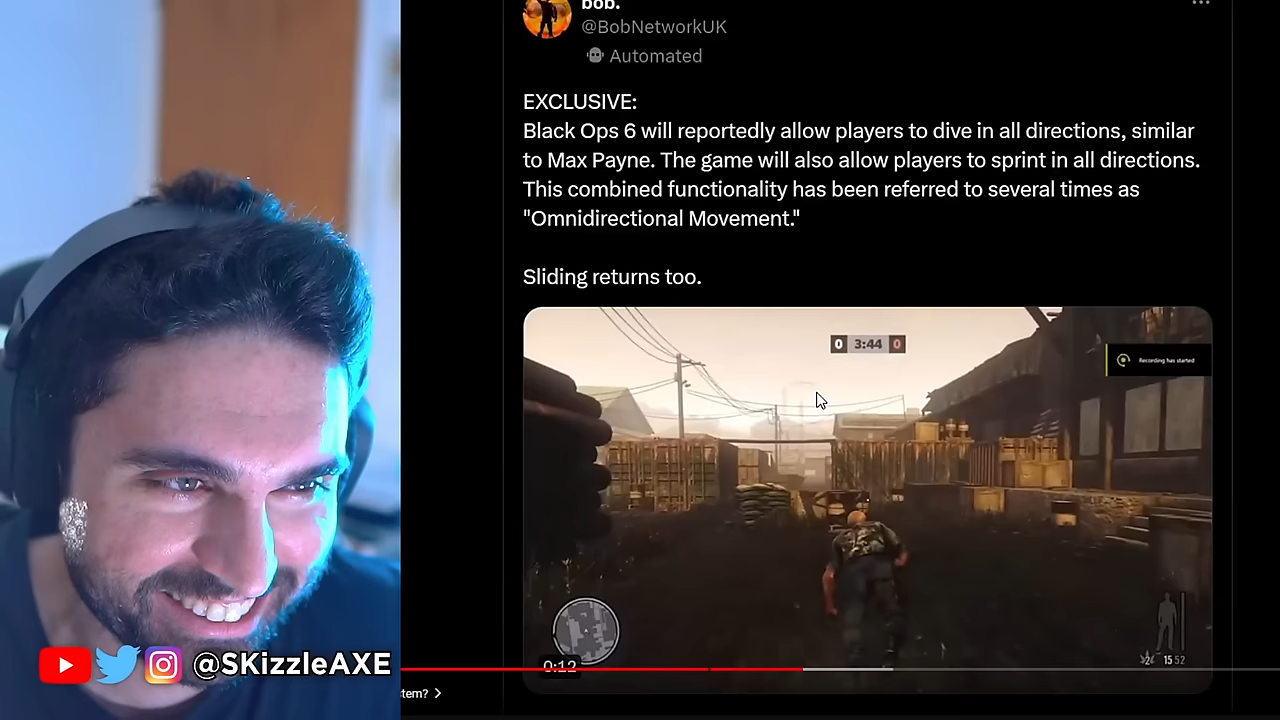 bob.
@BobNetworkUK
Automated
EXCLUSIVE:
Black Ops 6 will reportedly allow players to dive in all directions, similar
to Max Payne. The game will also allow players to sprint in all directions.
This combined functionality has been referred to several times as
"Omnidirectional Movement."
Sliding returns too.
0 3:44 0
Recording has started
15 52
0:12
@SKizzleAXE
tem?